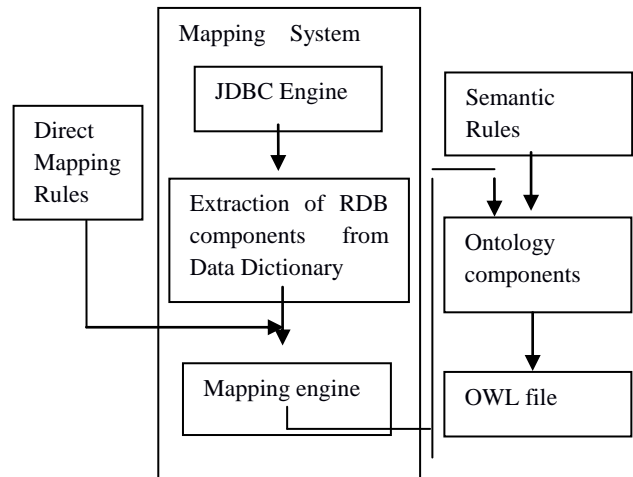 Mapping System
JDBC Engine
Semantic
Rules
Direct
Mapping
Rules
Extraction of RDB
components from
Data Dictionary
Ontology
components
Mapping engine
OWL file